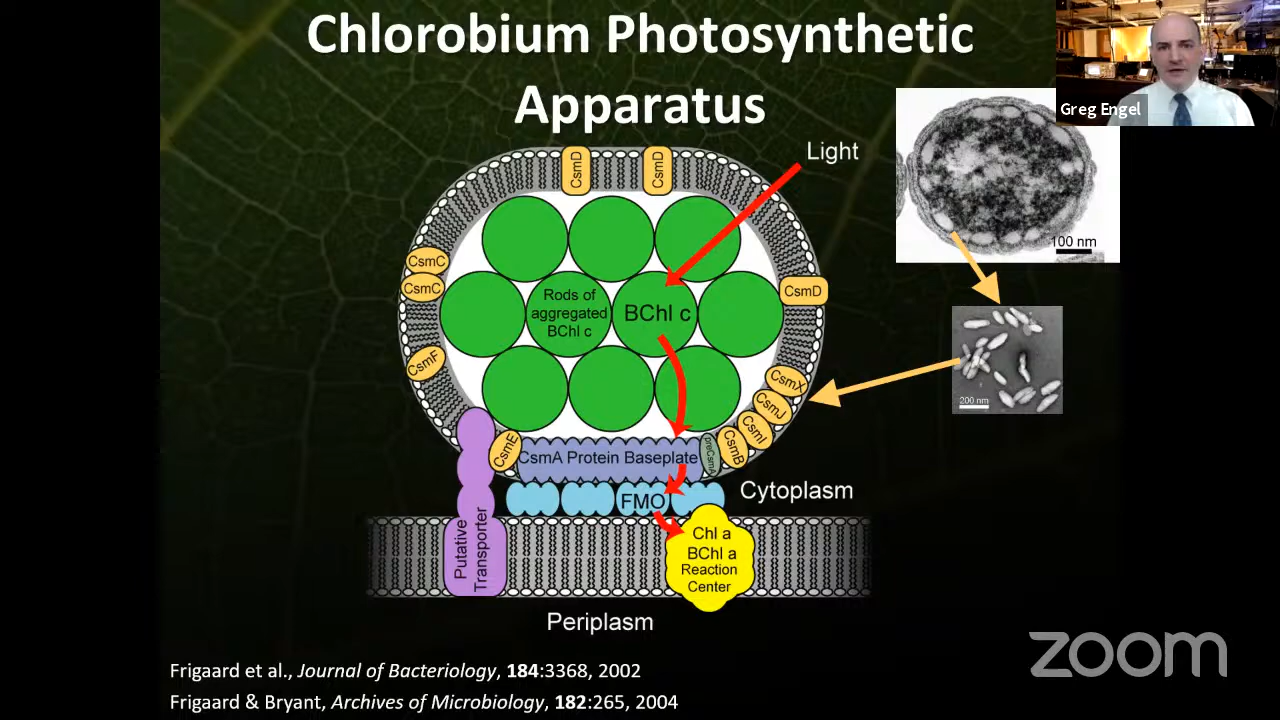 Chlorobium Photosynthetic
Apparatus
Greg Engel
Light
CsmD
CsmD
100 nm
CsmC
CsmC
CsmD
Rods of
aggregated
BChl c
BChl c
CsmF
CsmX
CsmJ
CsmI
CsmB
200 nm
CsmE
CsmA Protein Baseplate
preCsmA
Cytoplasm
FMO
Putative
Transporter
Chl a
BChl a
Reaction
Center
Periplasm
zoom
Frigaard et al., Journal of Bacteriology, 184:3368, 2002
Frigaard & Bryant, Archives of Microbiology, 182:265, 2004